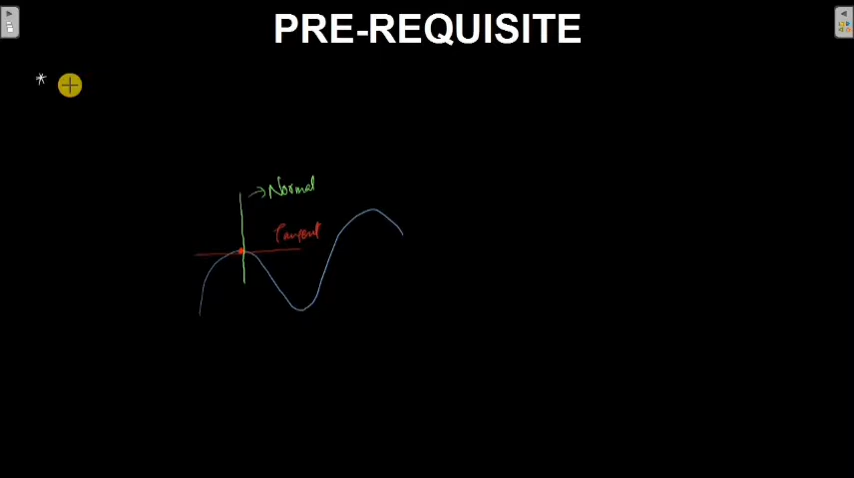 PRE-REQUISITE
*
→Normal
Tangent